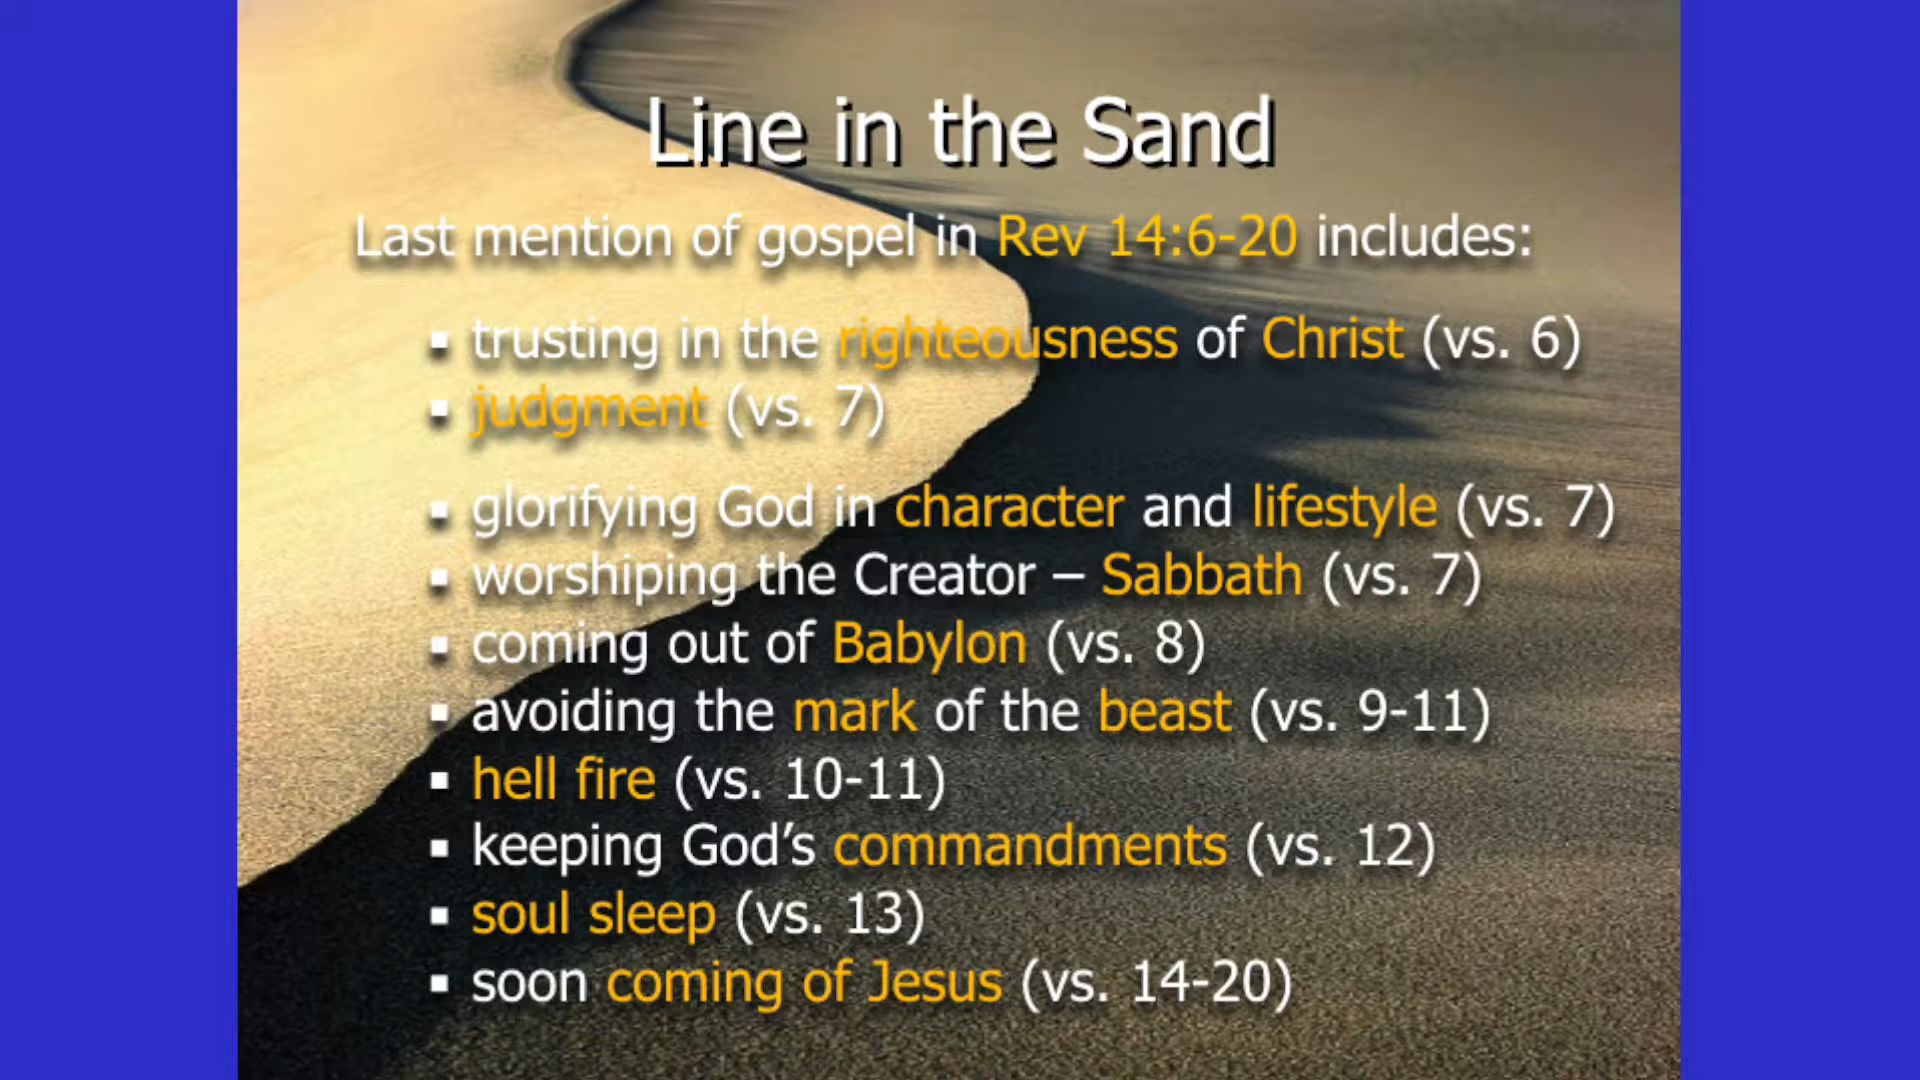 Line in the Sand
Last mention of gospel in Rev 14:6-20 includes:
▪ trusting in the righteousness of Christ (vs. 6)
▪ judgment (vs. 7)
▪ glorifying God in character and lifestyle (vs. 7)
▪ worshiping the Creator – Sabbath (vs. 7)
▪ coming out of Babylon (vs. 8)
▪ avoiding the mark of the beast (vs. 9-11)
▪ hell fire (vs. 10-11)
▪ keeping God’s commandments (vs. 12)
▪ soul sleep (vs. 13)
▪ soon coming of Jesus (vs. 14-20)